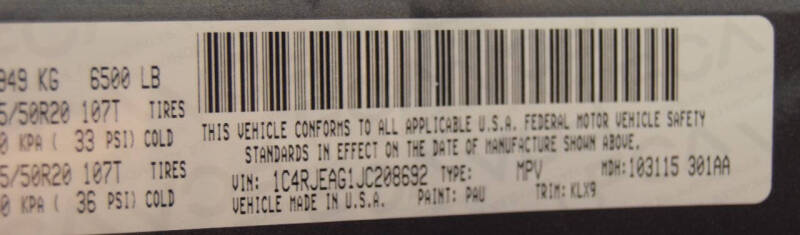 949 KG 6500 LB
5/50R20 107T TIRES
0 KPA ( 33 PSI) COLD
5/50R20 107T TIRES
0 KPA ( 36 PSI) COLD
THIS VEHICLE CONFORMS TO ALL APPLICABLE U.S.A. FEDERAL MOTOR VEHICLE SAFETY
STANDARDS IN EFFECT ON THE DATE OF MANUFACTURE SHOWN ABOVE.
VIN: 1C4RJEAG1JC208692 TYPE: MPV MDH: 103115 301AA
VEHICLE MADE IN U.S.A. PAINT: PAU TRIM: KLX9